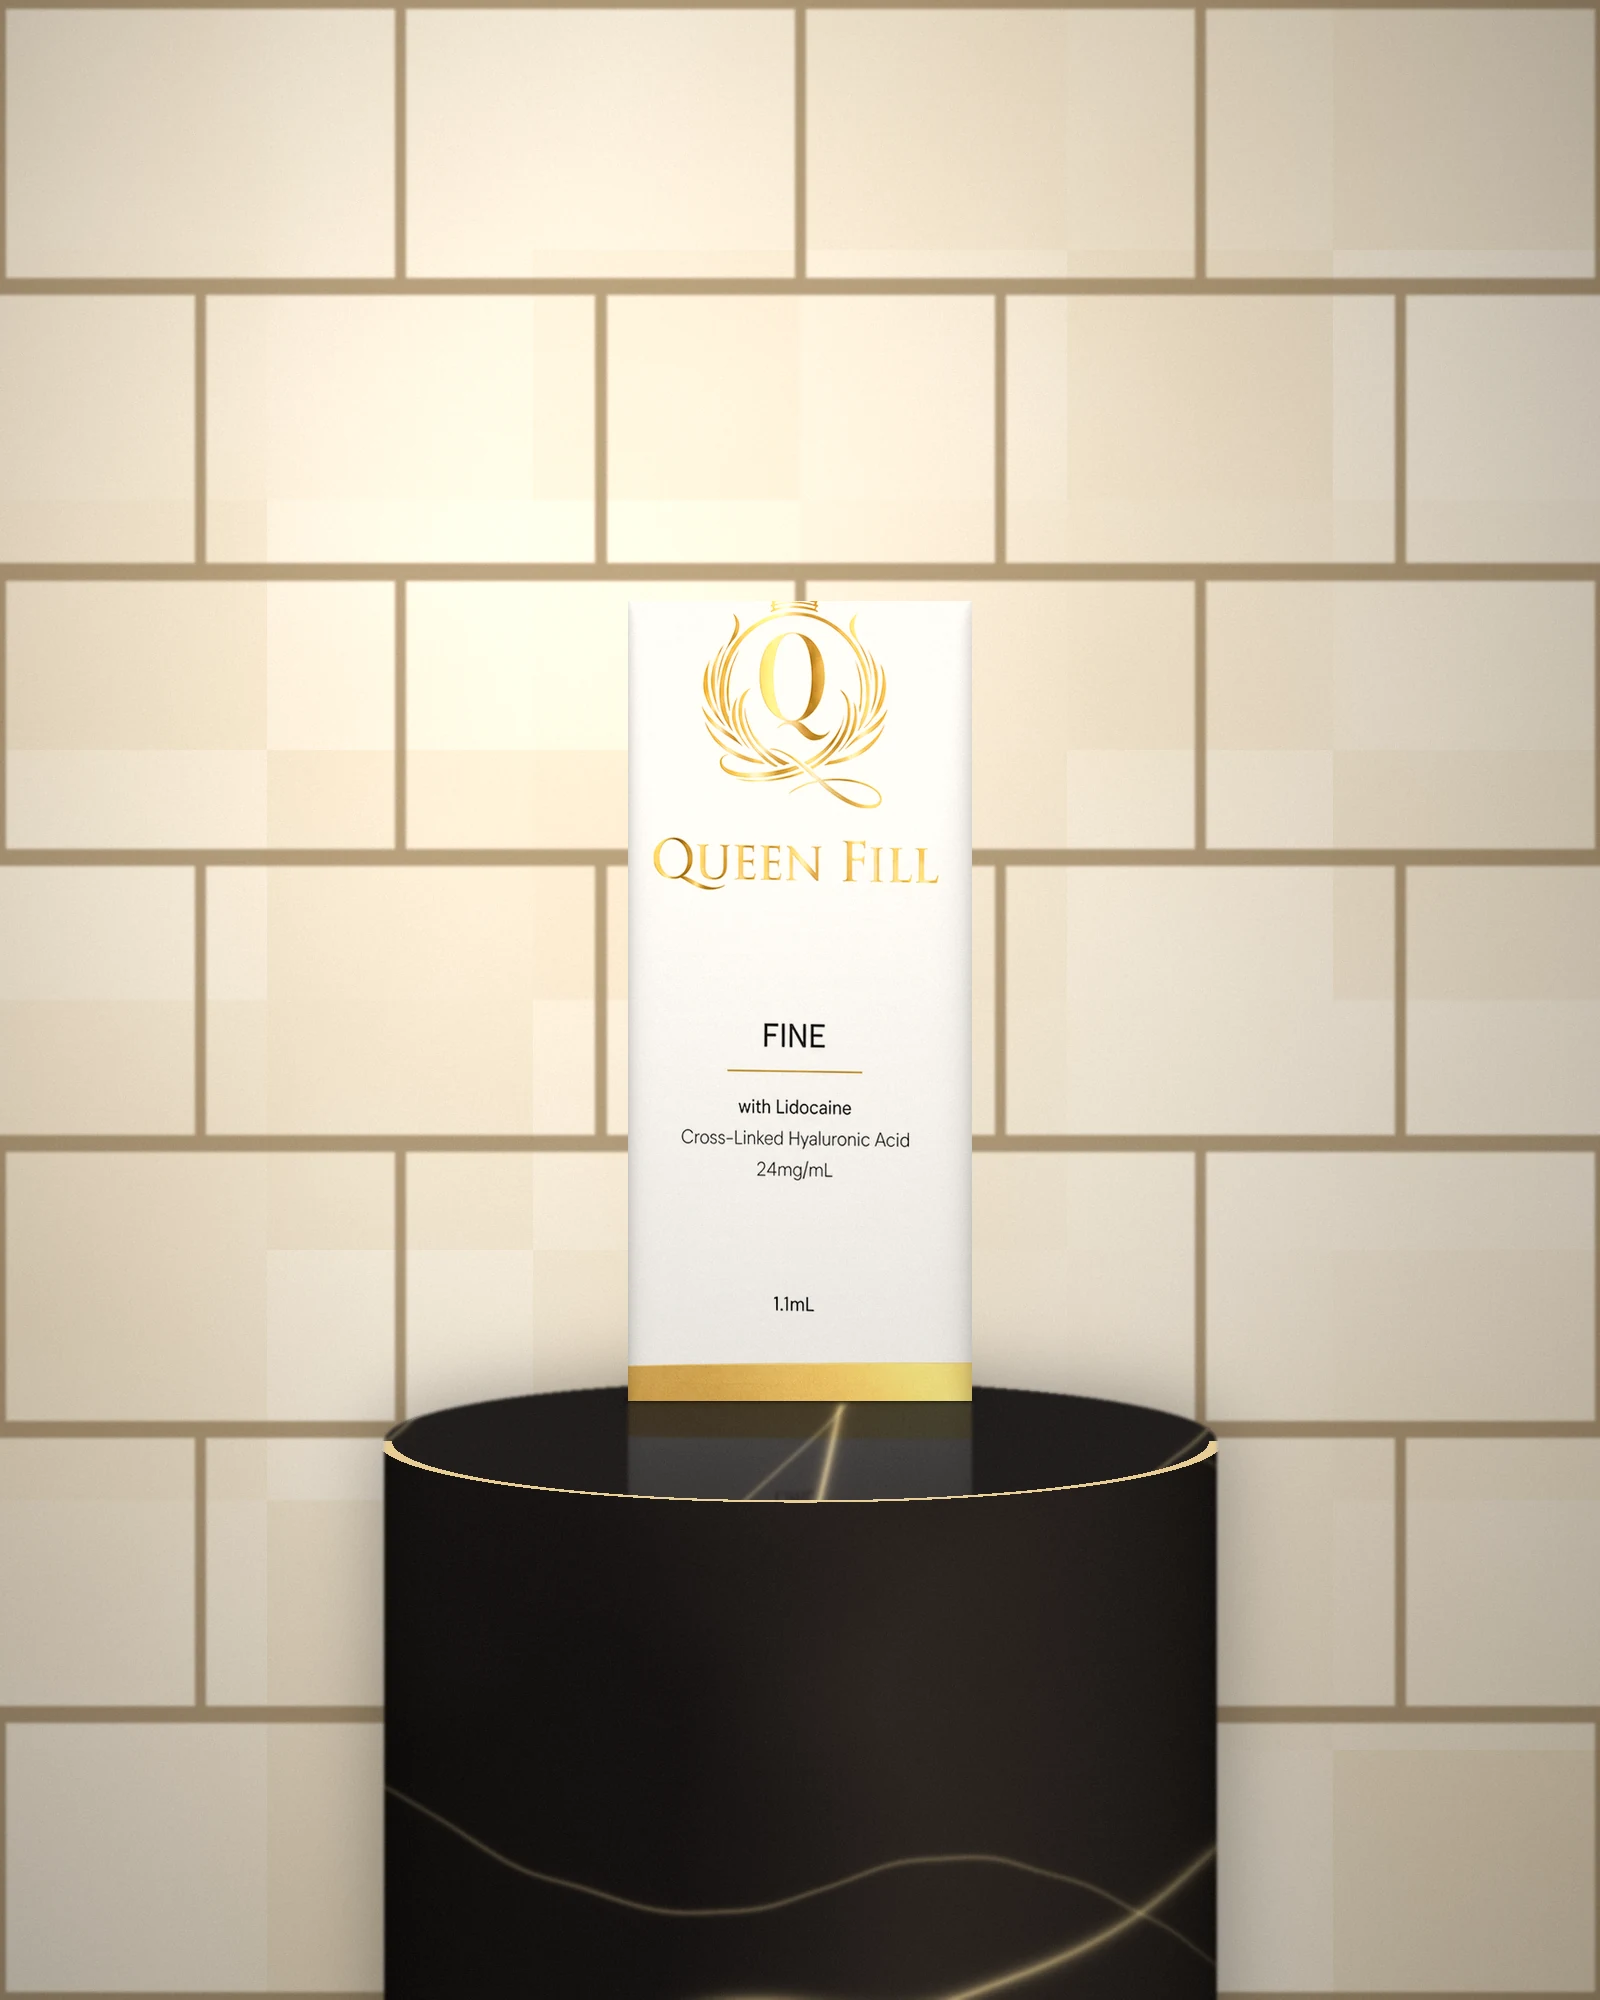 Q
QUEEN FILL
FINE
with Lidocaine
Cross-Linked Hyaluronic Acid
24mg/mL
1.1mL